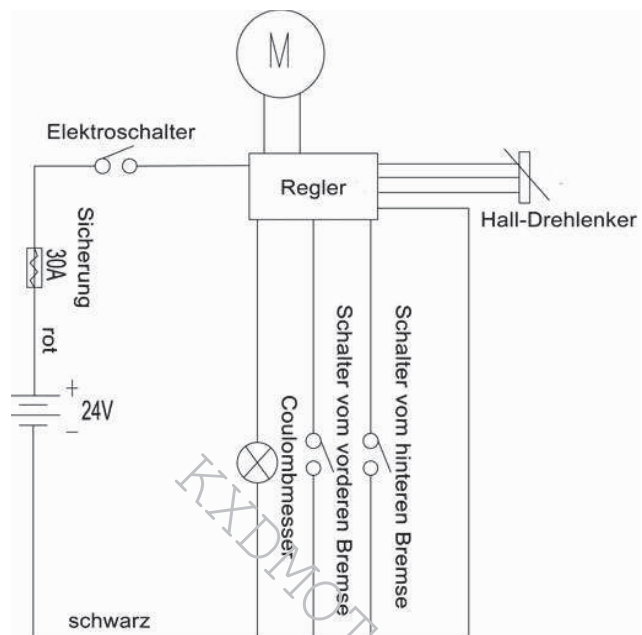 M
Elektroschalter
Regler
Hall-Drehlenker
Sicherung
30A
rot
+
24V
−
Coulombmesser
Schalter vom vorderen Bremse
Schalter vom hinteren Bremse
KXDMOT
schwarz